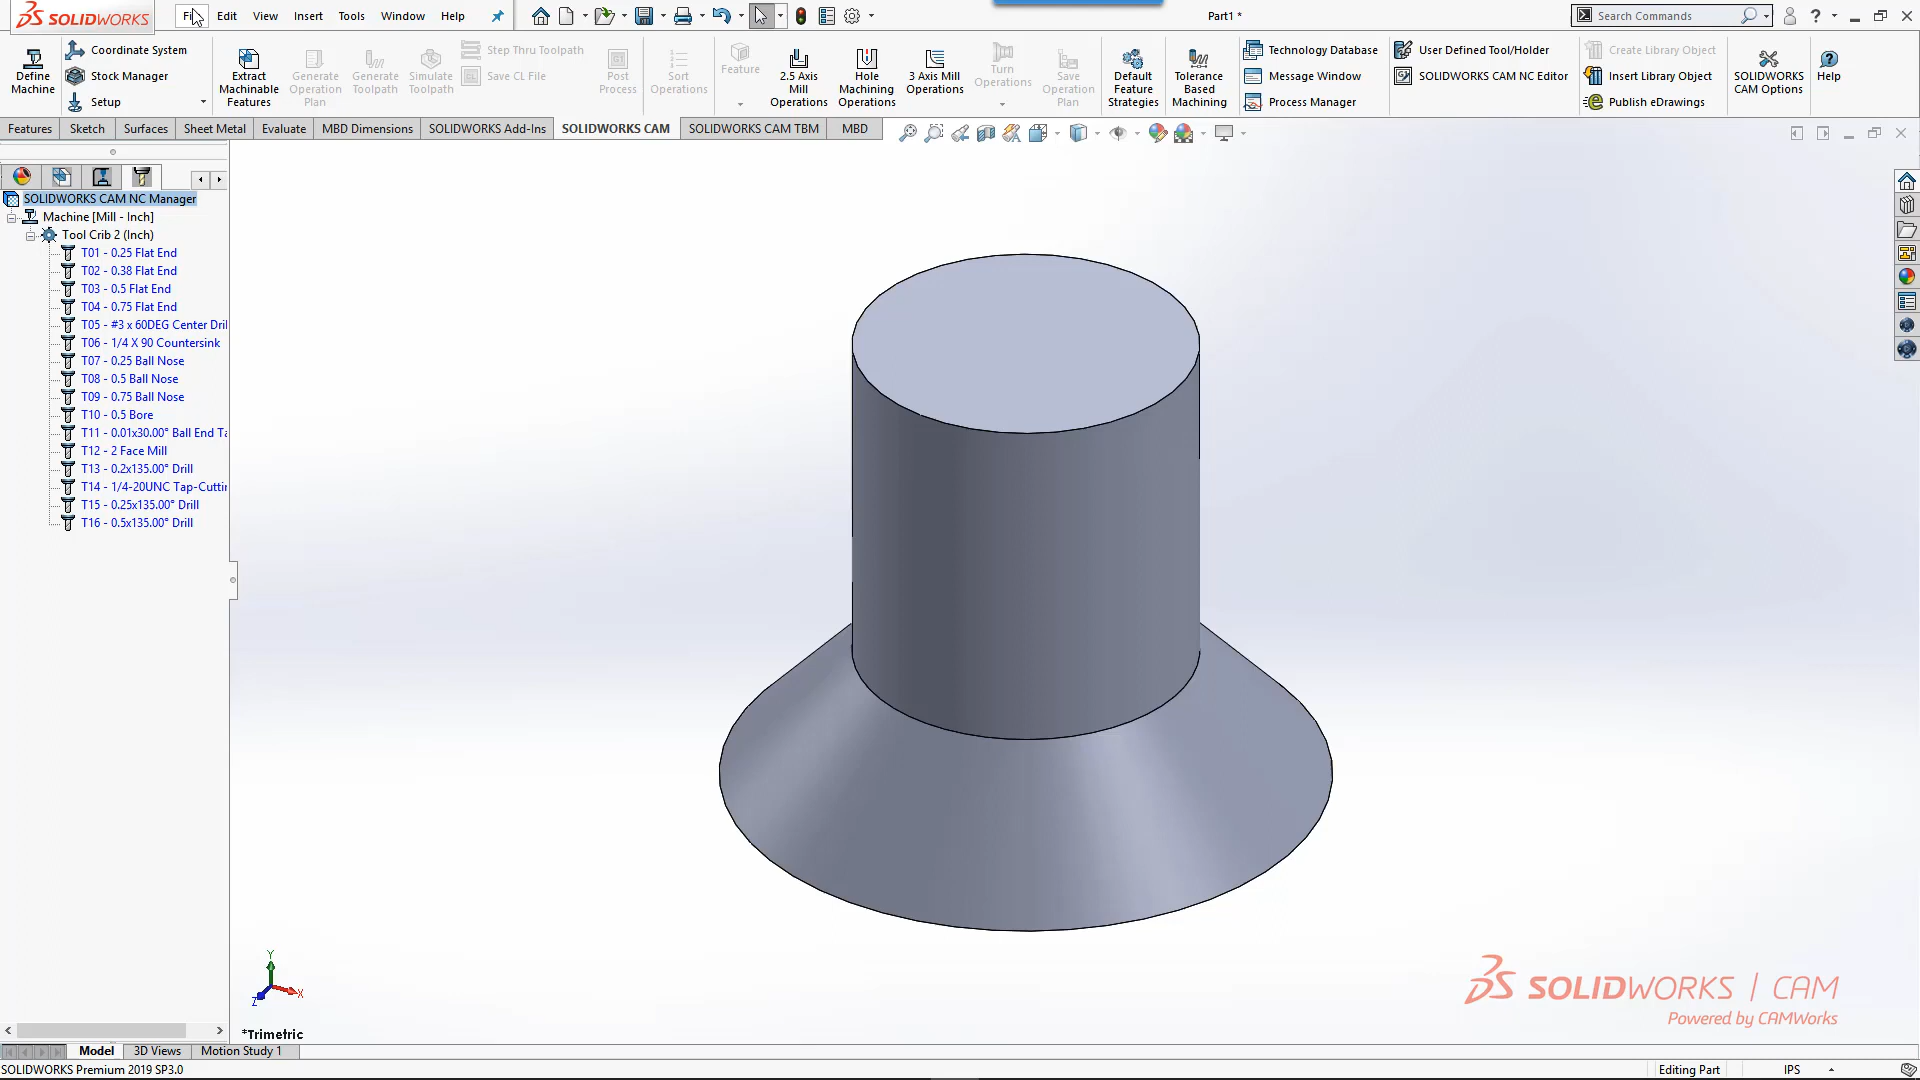 SOLIDWORKS
Edit View Insert Tools Window Help
Part1 *
Search Commands
Define Machine
Coordinate System
Stock Manager
Setup
Extract Machinable Features
Generate Operation Plan
Generate Toolpath
Simulate Toolpath
Step Thru Toolpath
Save CL File
Post Process
Sort Operations
Feature
2.5 Axis Mill Operations
Hole Machining Operations
3 Axis Mill Operations
Turn Operations
Save Operation Plan
Default Feature Strategies
Tolerance Based Machining
Technology Database
Message Window
Process Manager
User Defined Tool/Holder
SOLIDWORKS CAM NC Editor
Create Library Object
Insert Library Object
Publish eDrawings
SOLIDWORKS CAM Options
Help
Features Sketch Surfaces Sheet Metal Evaluate MBD Dimensions SOLIDWORKS Add-Ins SOLIDWORKS CAM SOLIDWORKS CAM TBM MBD
SOLIDWORKS CAM NC Manager
Machine [Mill - Inch]
Tool Crib 2 (Inch)
T01 - 0.25 Flat End
T02 - 0.38 Flat End
T03 - 0.5 Flat End
T04 - 0.75 Flat End
T05 - #3 x 60DEG Center Dril
T06 - 1/4 X 90 Countersink
T07 - 0.25 Ball Nose
T08 - 0.5 Ball Nose
T09 - 0.75 Ball Nose
T10 - 0.5 Bore
T11 - 0.01x30.00° Ball End Ta
T12 - 2 Face Mill
T13 - 0.2x135.00° Drill
T14 - 1/4-20UNC Tap-Cuttin
T15 - 0.25x135.00° Drill
T16 - 0.5x135.00° Drill
Y
X
Z
*Trimetric
SOLIDWORKS | CAM
Powered by CAMWorks
Model 3D Views Motion Study 1
SOLIDWORKS Premium 2019 SP3.0
Editing Part
IPS